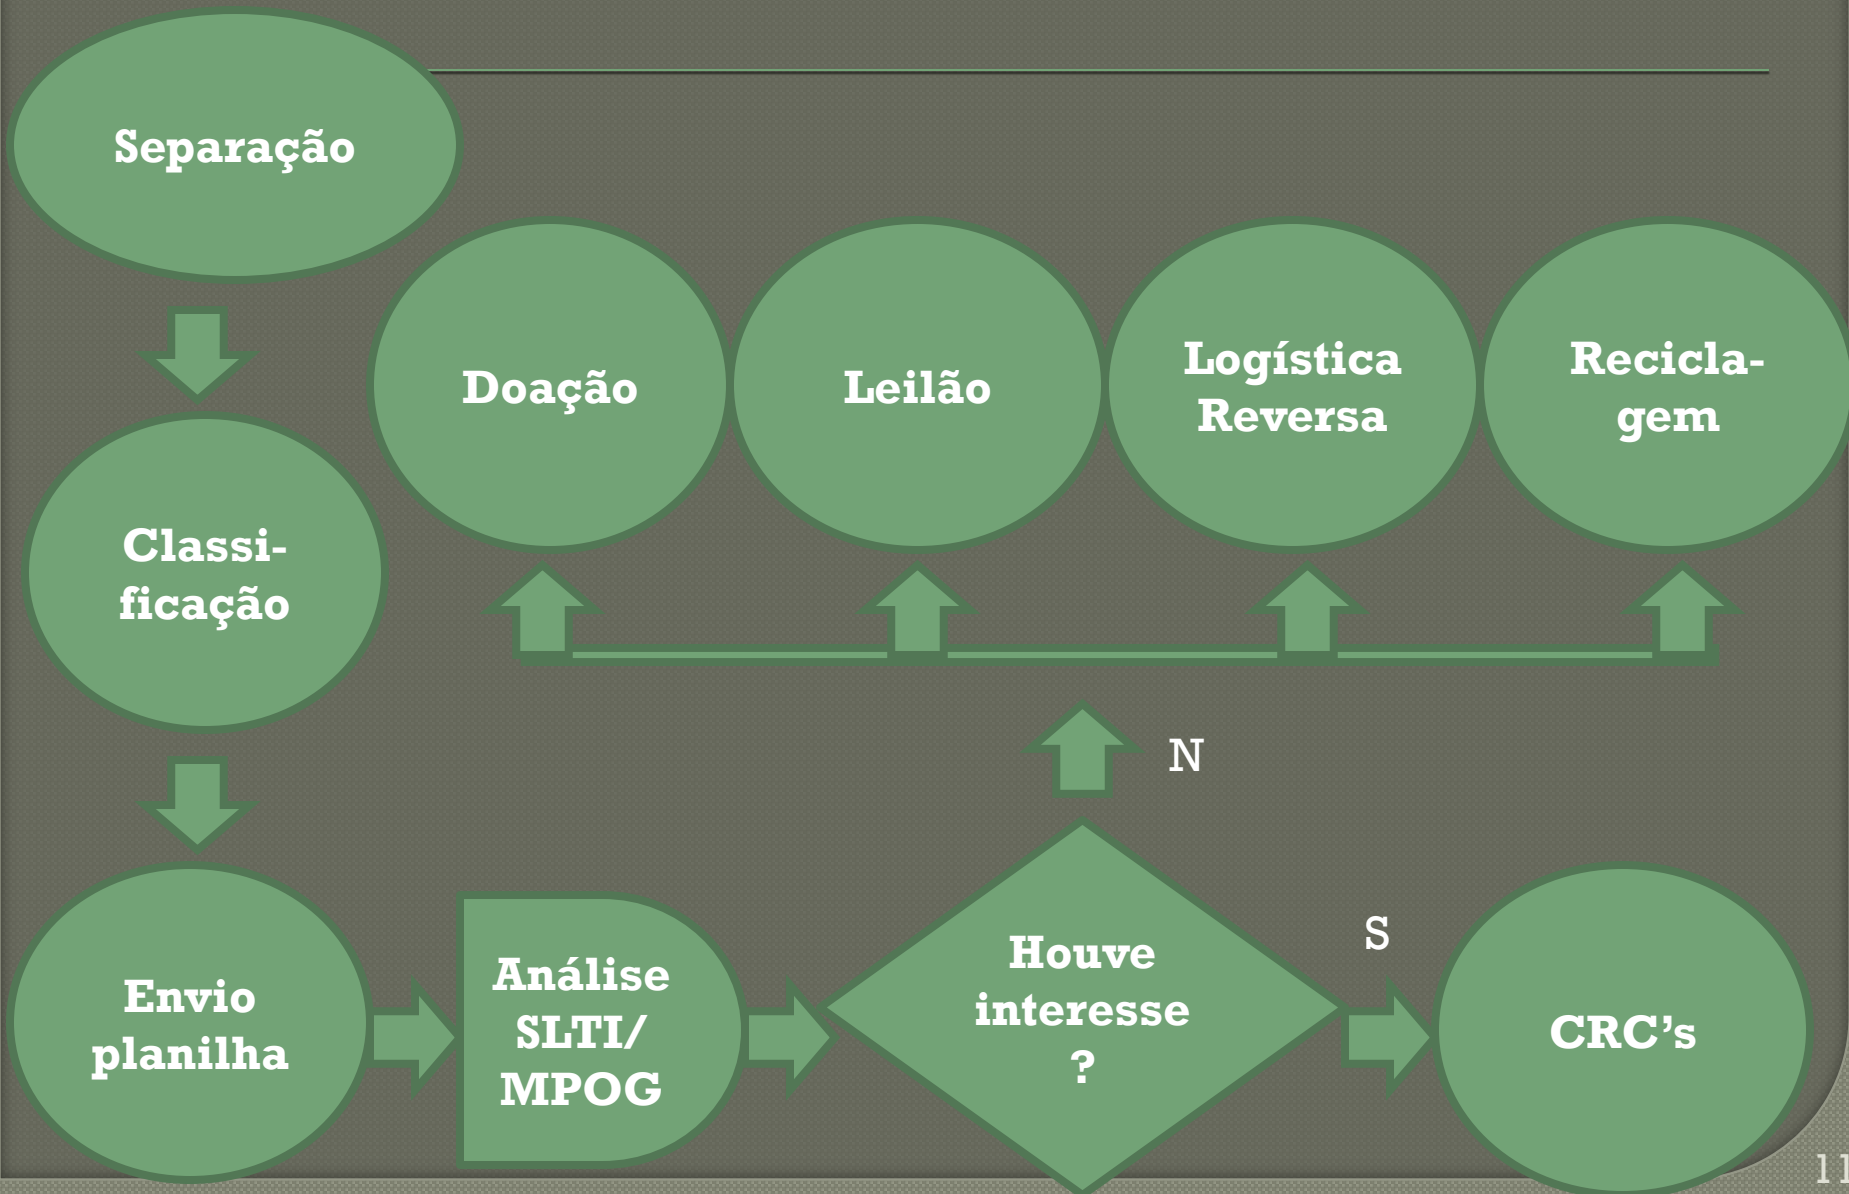 Separação
Doação
Leilão
Logística
Reversa
Recicla-
gem
Classi-
ficação
N
S
Envio
planilha
Análise
SLTI/
MPOG
Houve
interesse
?
CRC’s
11